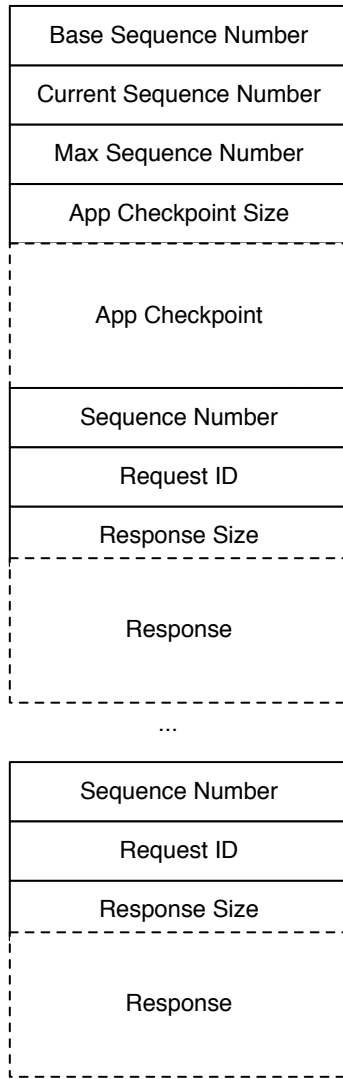 Base Sequence Number
Current Sequence Number
Max Sequence Number
App Checkpoint Size
App Checkpoint
Sequence Number
Request ID
Response Size
Response
...
Sequence Number
Request ID
Response Size
Response